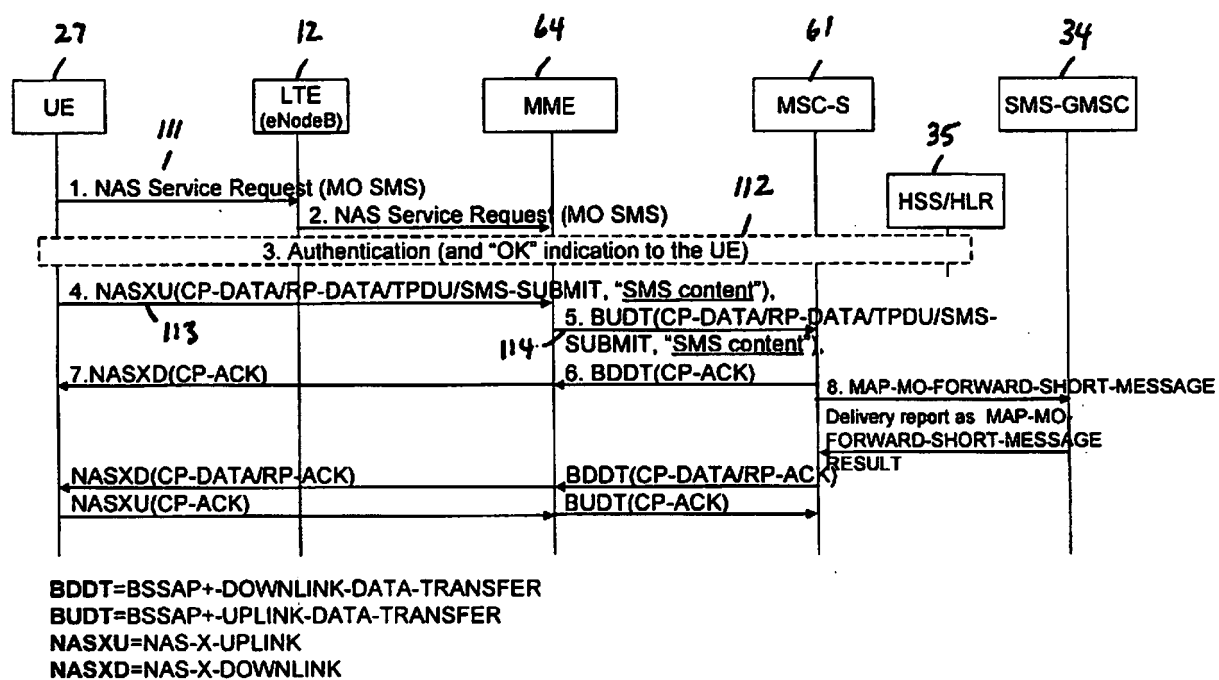 27
12
64
61
34
UE
LTE
(eNodeB)
MME
MSC-S
SMS-GMSC
35
HSS/HLR
111
112
1. NAS Service Request (MO SMS)
2. NAS Service Request (MO SMS)
3. Authentication (and "OK" indication to the UE)
4. NASXU(CP-DATA/RP-DATA/TPDU/SMS-SUBMIT, "SMS content"),
113
114
5. BUDT(CP-DATA/RP-DATA/TPDU/SMS-
SUBMIT, "SMS content"),
7.NASXD(CP-ACK)
6. BDDT(CP-ACK)
8. MAP-MO-FORWARD-SHORT-MESSAGE
Delivery report as MAP-MO-
FORWARD-SHORT-MESSAGE
RESULT
NASXD(CP-DATA/RP-ACK)
BDDT(CP-DATA/RP-ACK)
NASXU(CP-ACK)
BUDT(CP-ACK)
BDDT=BSSAP+-DOWNLINK-DATA-TRANSFER
BUDT=BSSAP+-UPLINK-DATA-TRANSFER
NASXU=NAS-X-UPLINK
NASXD=NAS-X-DOWNLINK